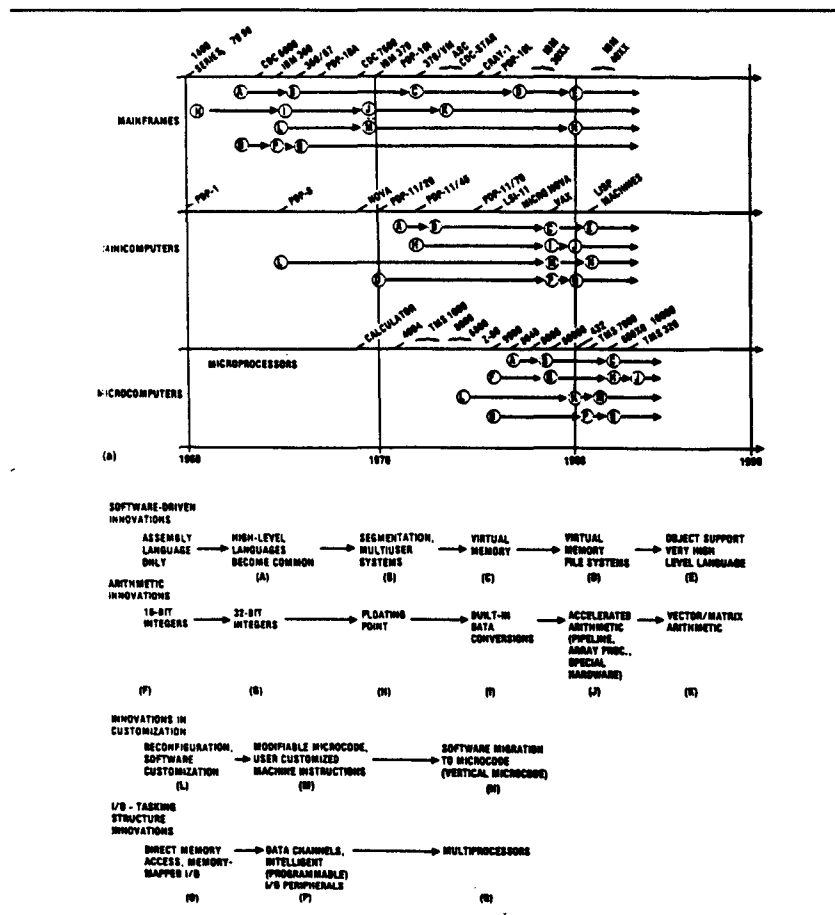 1400
SERIES, 7090
CDC 6600
IBM 360
360/67
PDP-10A
CDC 7600
IBM 370
PDP-10I
370/VM
ASC
CDC-STAR
CRAY-1
PDP-10L
IBM
30XX
IBM
40XX
MAINFRAMES
A B C D E
H I J K
L M N
O P Q
PDP-1
PDP-8
NOVA
PDP-11/20
PDP-11/45
PDP-11/70
LSI-11
MICRO NOVA
VAX
LISP
MACHINES
MINICOMPUTERS
A B C E
H I J
L M N
O P Q
CALCULATOR
4004
TMS 1000
8080
6800
Z-80
9900
432
TMS 7000
TMS 320
MICROPROCESSORS
MICROCOMPUTERS
A B C
F G H J
L M
O P Q
(a)
1960 1970 1980 1990
SOFTWARE-DRIVEN
INNOVATIONS
ASSEMBLY
LANGUAGE
ONLY
HIGH-LEVEL
LANGUAGES
BECOME COMMON
(A)
SEGMENTATION,
MULTIUSER
SYSTEMS
(B)
VIRTUAL
MEMORY
(C)
VIRTUAL
MEMORY
FILE SYSTEMS
(D)
OBJECT SUPPORT
VERY HIGH
LEVEL LANGUAGE
(E)
ARITHMETIC
INNOVATIONS
16-BIT
INTEGERS
(F)
32-BIT
INTEGERS
(G)
FLOATING
POINT
(H)
BUILT-IN
DATA
CONVERSIONS
(I)
ACCELERATED
ARITHMETIC
(PIPELINE,
ARRAY PROC.,
SPECIAL
HARDWARE)
(J)
VECTOR/MATRIX
ARITHMETIC
(K)
INNOVATIONS IN
CUSTOMIZATION
RECONFIGURATION,
SOFTWARE
CUSTOMIZATION
(L)
MODIFIABLE MICROCODE,
USER CUSTOMIZED
MACHINE INSTRUCTIONS
(M)
SOFTWARE MIGRATION
TO MICROCODE
(VERTICAL MICROCODE)
(N)
I/O - TASKING
STRUCTURE
INNOVATIONS
DIRECT MEMORY
ACCESS, MEMORY-
MAPPED I/O
(O)
DATA CHANNELS,
INTELLIGENT
(PROGRAMMABLE)
I/O PERIPHERALS
(P)
MULTIPROCESSORS
(Q)